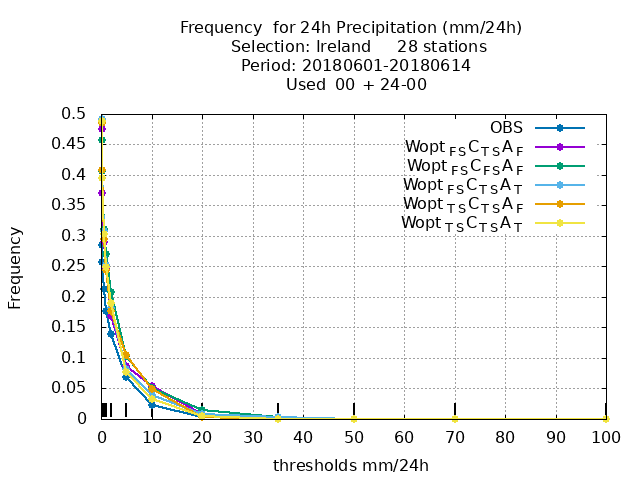 Frequency for 24h Precipitation (mm/24h)
Selection: Ireland 28 stations
Period: 20180601-20180614
Used 00 + 24-00
OBS
Wopt FS C TS A F
Wopt FS C FS A F
Wopt FS C TS A T
Wopt TS C TS A F
Wopt TS C TS A T
0.5
0.45
0.4
0.35
0.3
0.25
0.2
0.15
0.1
0.05
0
Frequency
0 10 20 30 40 50 60 70 80 90 100
thresholds mm/24h